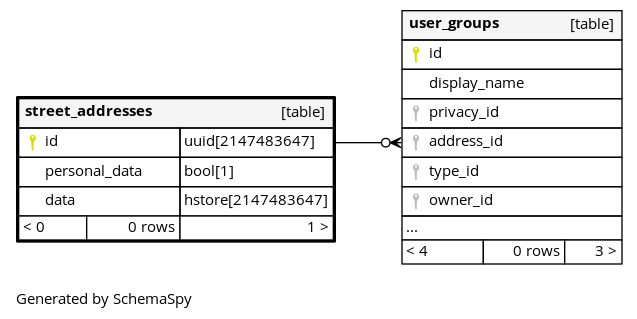 user_groups [table]
id
display_name
privacy_id
address_id
type_id
owner_id
...
< 4 0 rows 3 >
street_addresses [table]
id uuid[2147483647]
personal_data bool[1]
data hstore[2147483647]
< 0 0 rows 1 >
Generated by SchemaSpy